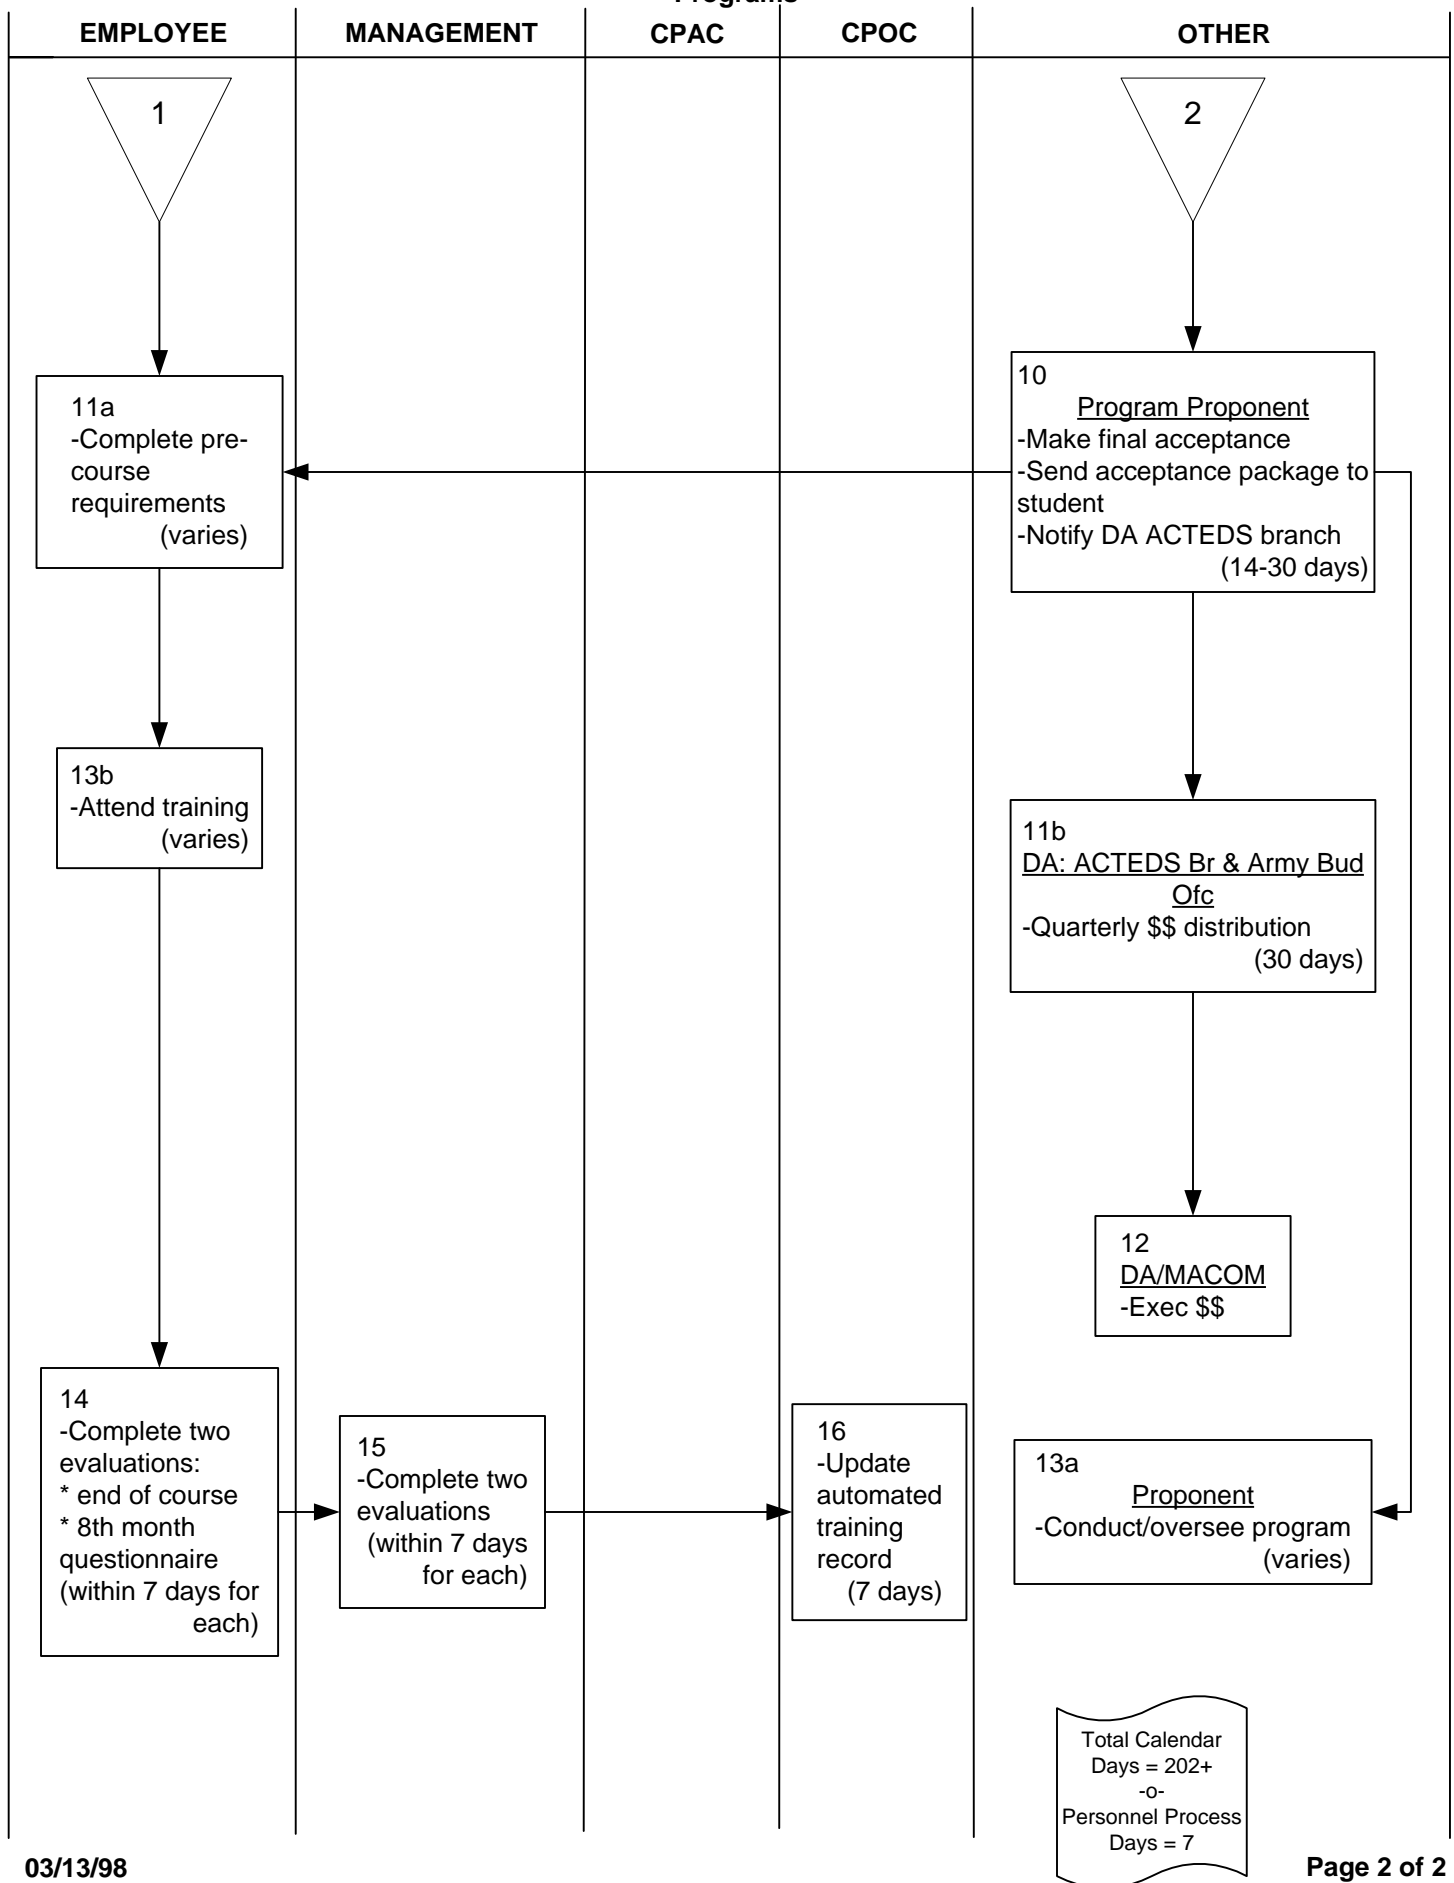 Programs
EMPLOYEE
MANAGEMENT
CPAC
CPOC
OTHER
1
2
10
Program Proponent
-Make final acceptance
-Send acceptance package to
student
-Notify DA ACTEDS branch
(14-30 days)
11a
-Complete pre-
course
requirements
(varies)
13b
-Attend training
(varies)
11b
DA: ACTEDS Br & Army Bud
Ofc
-Quarterly $$ distribution
(30 days)
12
DA/MACOM
-Exec $$
14
-Complete two
evaluations:
* end of course
* 8th month
questionnaire
(within 7 days for
each)
15
-Complete two
evaluations
(within 7 days
for each)
16
-Update
automated
training
record
(7 days)
13a
Proponent
-Conduct/oversee program
(varies)
Total Calendar
Days = 202+
-o-
Personnel Process
Days = 7
03/13/98
Page 2 of 2